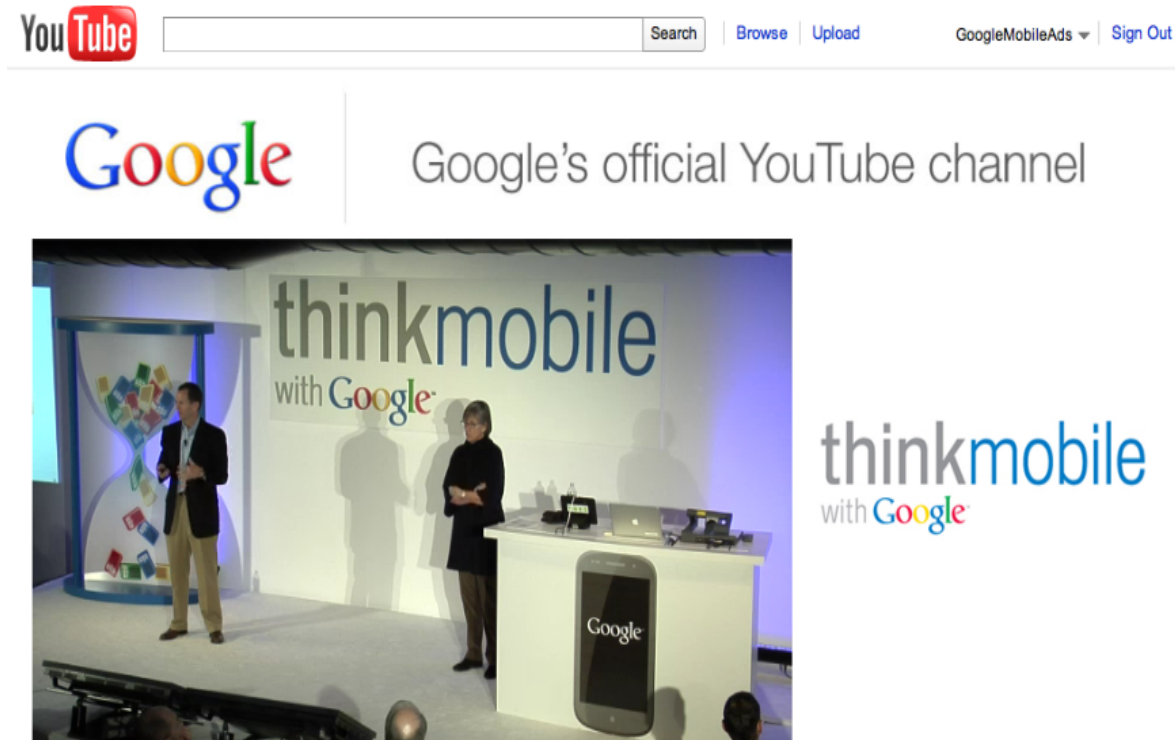 YouTube Search Browse Upload GoogleMobileAds Sign Out
Google Google's official YouTube channel
thinkmobile
with Google
thinkmobile
with Google
Google